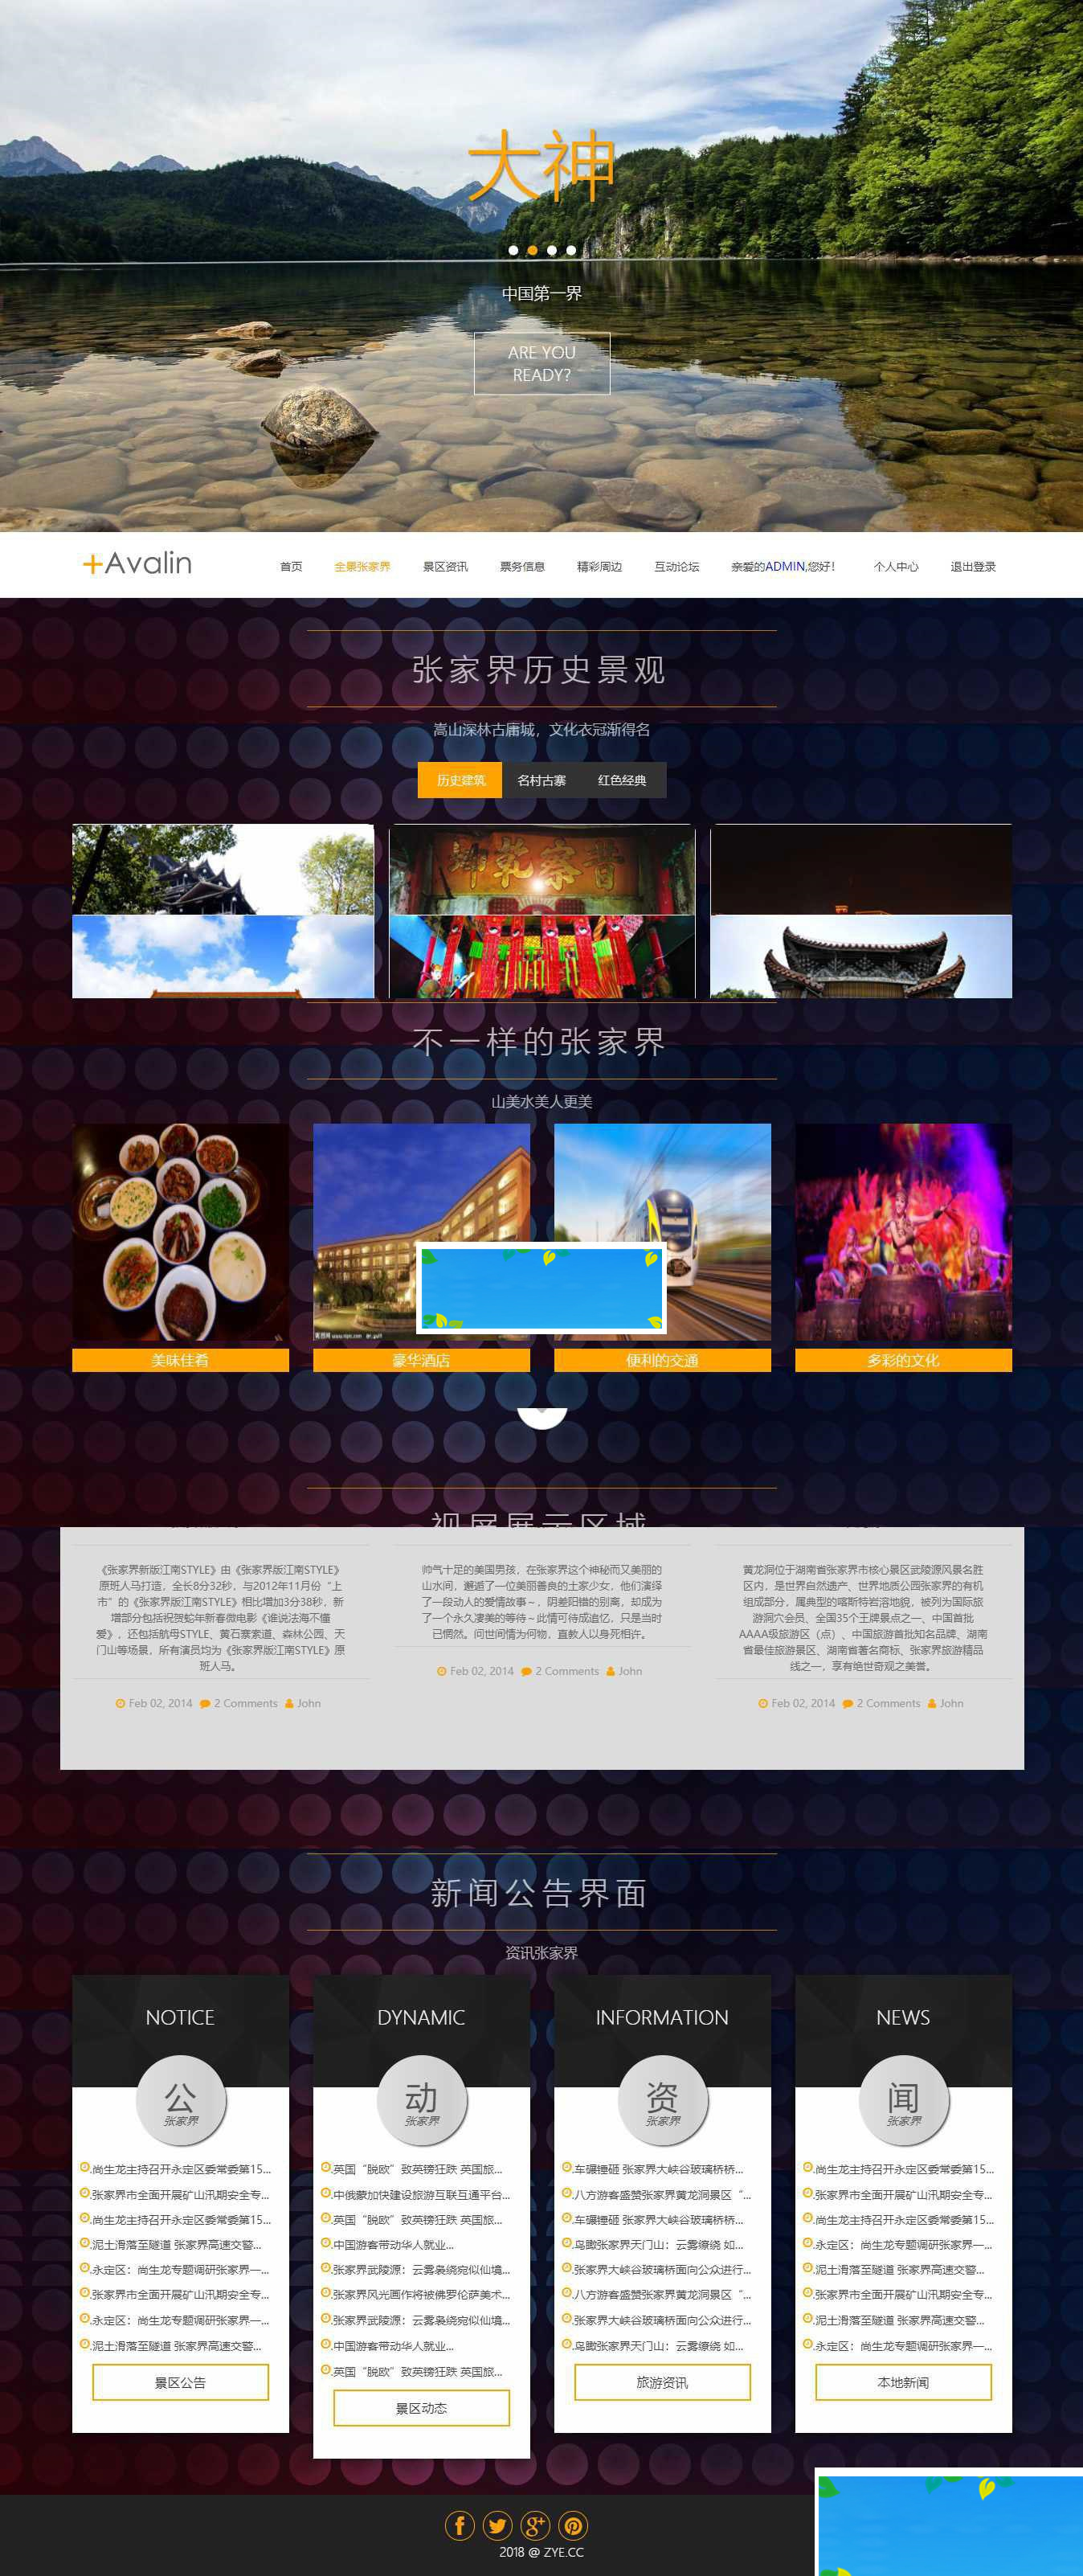 大神
中国第一界
ARE YOU
READY?
+Avalin
首页 全景张家界 景区资讯 票务信息 精彩周边 互动论坛 亲爱的ADMIN,您好! 个人中心 退出登录
张家界历史景观
嵩山深林古庸城，文化衣冠渐得名
历史建筑 名村古寨 红色经典
不一样的张家界
山美水美人更美
美味佳肴 豪华酒店 便利的交通 多彩的文化
视屏展示区域
《张家界新版江南STYLE》由《张家界版江南STYLE》
原班人马打造，全长8分32秒，与2012年11月份“上
市”的《张家界版江南STYLE》相比增加3分38秒，新
增部分包括祝贺蛇年新春微电影《谁说法海不懂
爱》，还包括航母STYLE、黄石寨素道、森林公园、天
门山等场景，所有演员均为《张家界版江南STYLE》原
班人马。
Feb 02, 2014 2 Comments John
帅气十足的美国男孩，在张家界这个神秘而又美丽的
山水间，邂逅了一位美丽善良的土家少女，他们演绎
了一段动人的爱情故事~，阴差阳错的别离，却成为
了一个永久凄美的等待~此情可待成追忆，只是当时
已惘然。问世间情为何物，直教人以身死相许。
Feb 02, 2014 2 Comments John
黄龙洞位于湖南省张家界市核心景区武陵源风景名胜
区内，是世界自然遗产、世界地质公园张家界的有机
组成部分，属典型的喀斯特岩溶地貌，被列为国际旅
游洞穴会员、全国35个王牌景点之一、中国首批
AAAA级旅游区（点）、中国旅游首批知名品牌、湖南
省最佳旅游景区、湖南省著名商标、张家界旅游精品
线之一，享有绝世奇观之美誉。
Feb 02, 2014 2 Comments John
新闻公告界面
资讯张家界
NOTICE
公
张家界
.尚生龙主持召开永定区委常委第15...
.张家界市全面开展矿山汛期安全专...
.尚生龙主持召开永定区委常委第15...
.泥土滑落至隧道 张家界高速交警...
.永定区：尚生龙专题调研张家界一...
.张家界市全面开展矿山汛期安全专...
.永定区：尚生龙专题调研张家界一...
.泥土滑落至隧道 张家界高速交警...
景区公告
DYNAMIC
动
张家界
.英国“脱欧”致英镑狂跌 英国旅...
.中俄蒙加快建设旅游互联互通平台...
.英国“脱欧”致英镑狂跌 英国旅...
.中国游客带动华人就业...
.张家界武陵源：云雾袅绕宛似仙境...
.张家界风光画作将被佛罗伦萨美术...
.张家界武陵源：云雾袅绕宛似仙境...
.中国游客带动华人就业...
.英国“脱欧”致英镑狂跌 英国旅...
景区动态
INFORMATION
资
张家界
.车碾锤砸 张家界大峡谷玻璃桥桥...
.八方游客盛赞张家界黄龙洞景区“...
.车碾锤砸 张家界大峡谷玻璃桥桥...
.鸟瞰张家界天门山：云雾缭绕 如...
.张家界大峡谷玻璃桥面向公众进行...
.八方游客盛赞张家界黄龙洞景区“...
.张家界大峡谷玻璃桥面向公众进行...
.鸟瞰张家界天门山：云雾缭绕 如...
旅游资讯
NEWS
闻
张家界
.尚生龙主持召开永定区委常委第15...
.张家界市全面开展矿山汛期安全专...
.尚生龙主持召开永定区委常委第15...
.永定区：尚生龙专题调研张家界一...
.泥土滑落至隧道 张家界高速交警...
.张家界市全面开展矿山汛期安全专...
.泥土滑落至隧道 张家界高速交警...
.永定区：尚生龙专题调研张家界一...
本地新闻
2018 @ ZYE.CC